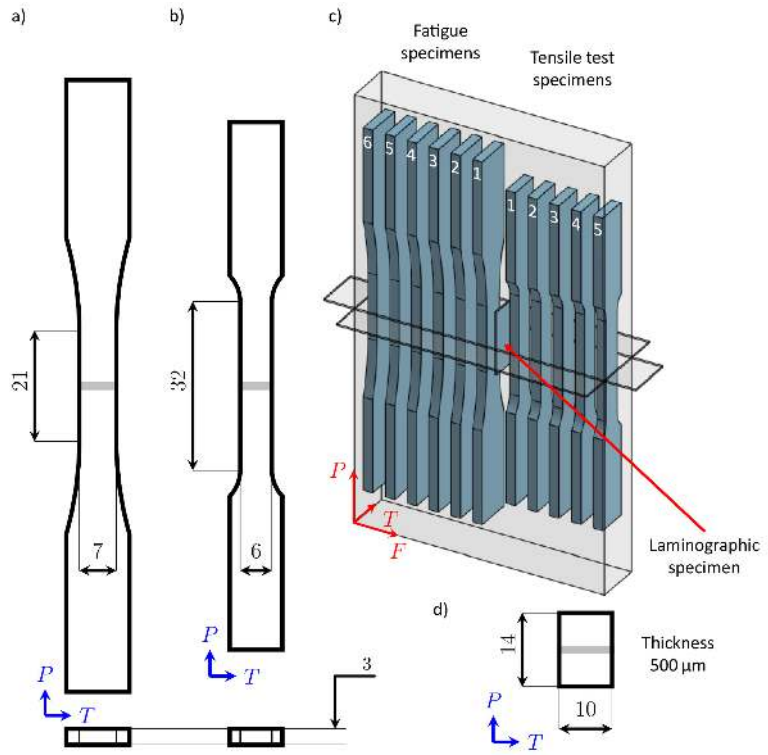 a)
b)
c)
Fatigue
specimens
Tensile test
specimens
6
5
4
3
2
1
1
2
3
4
5
21
32
7
6
P
T
F
Laminographic
specimen
d)
P
T
P
T
3
14
Thickness
500 µm
10
P
T